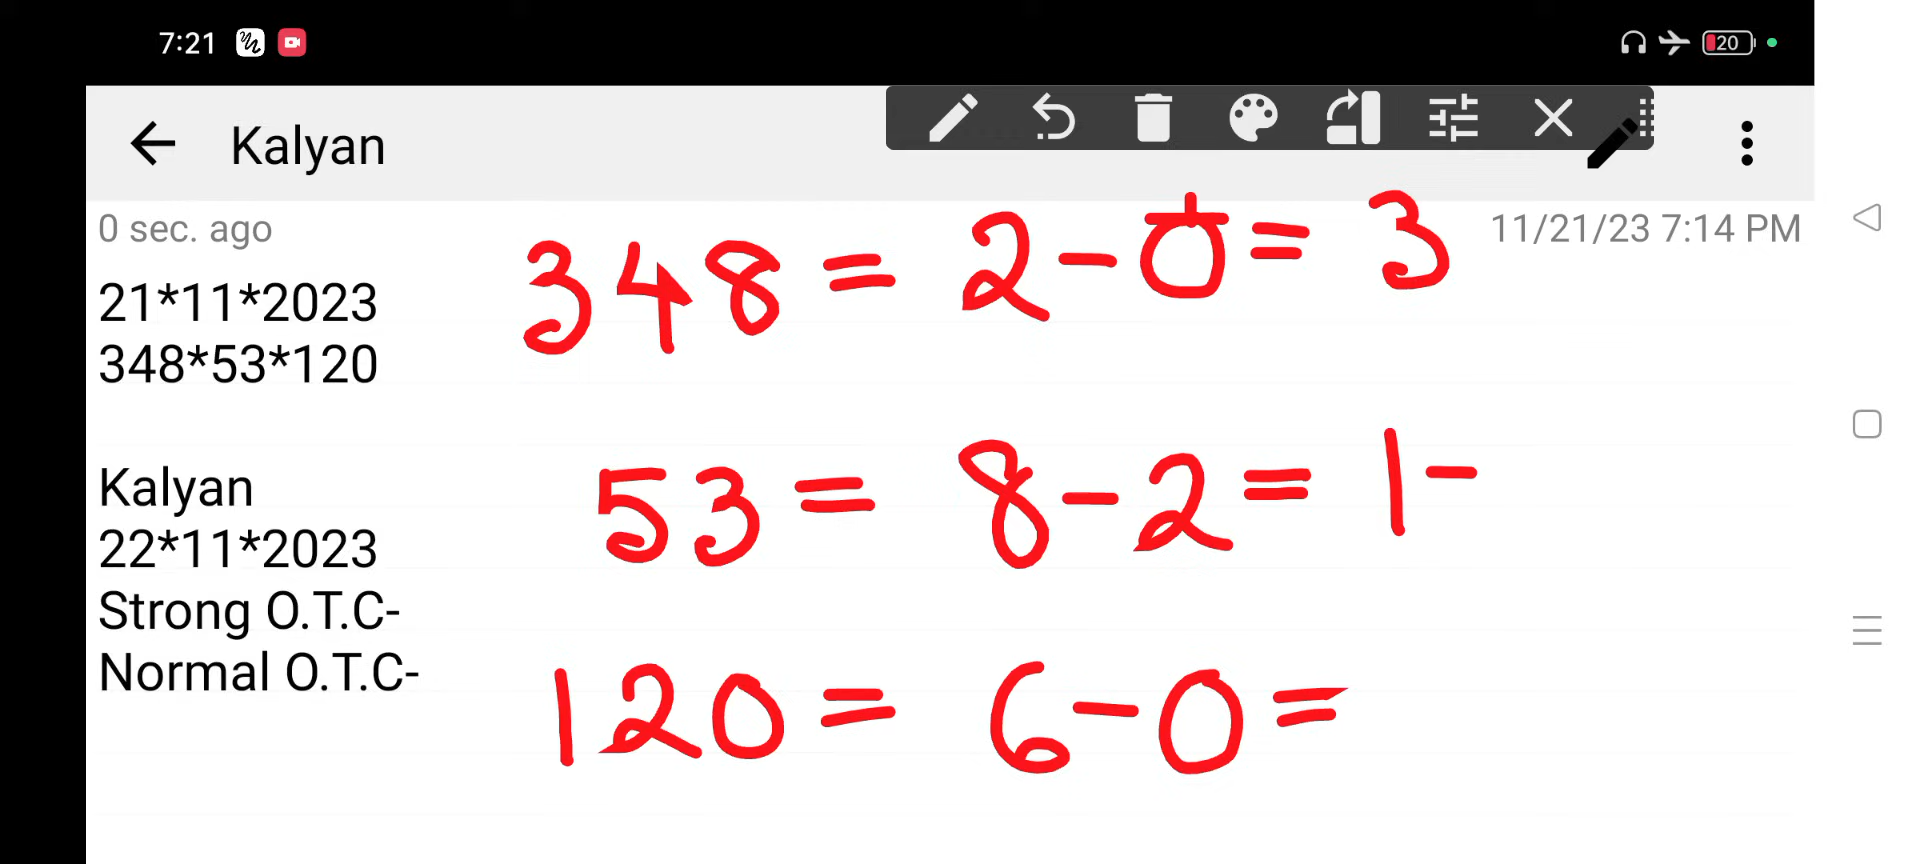 7:21 20
Kalyan
0 sec. ago 11/21/23 7:14 PM
348 = 2 - 0 = 3
21*11*2023
348*53*120
Kalyan
53 = 8 - 2 = 1 -
22*11*2023
Strong O.T.C-
Normal O.T.C-
120 = 6 - 0 =